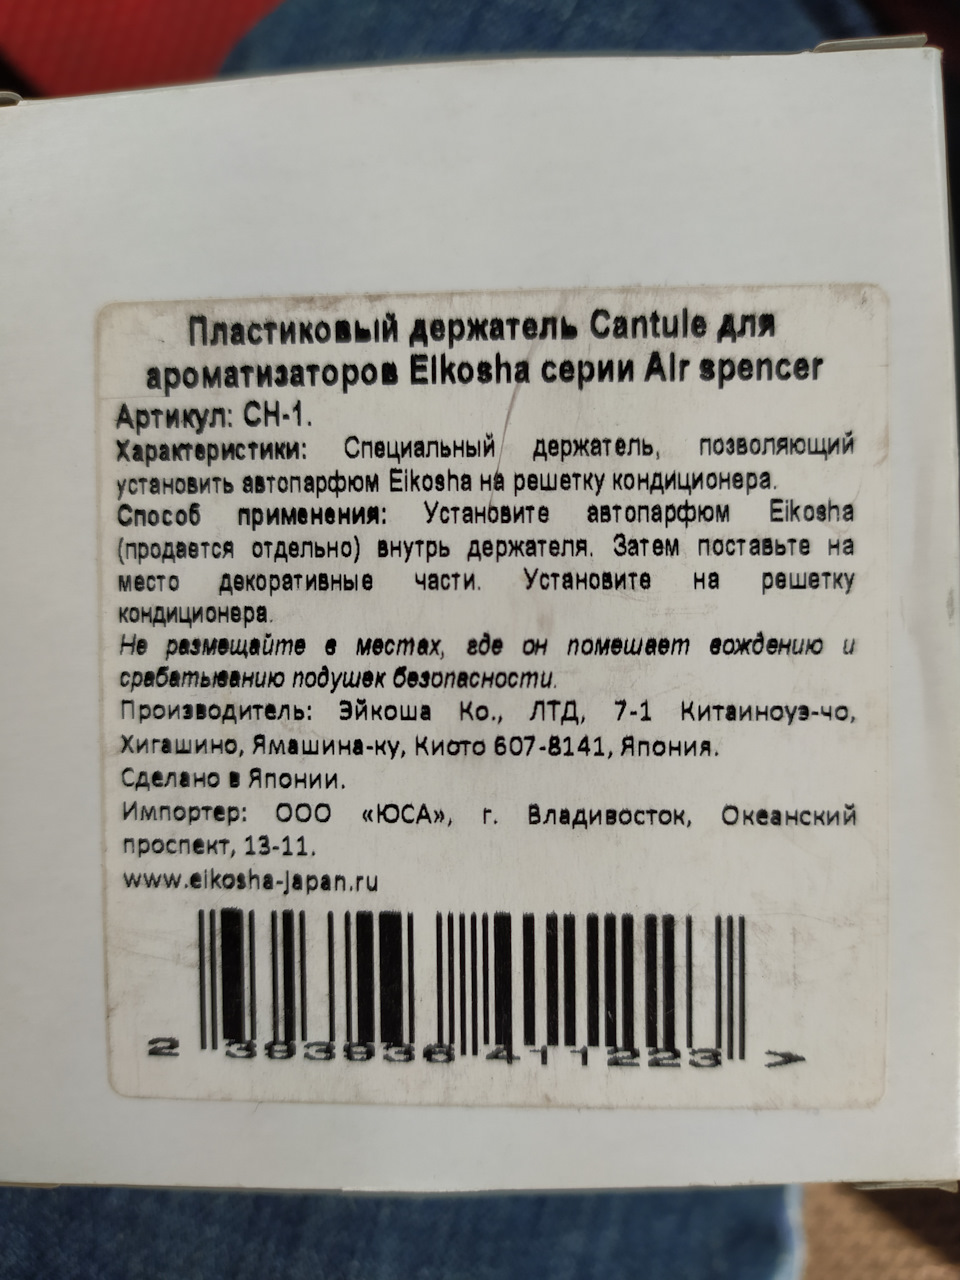 Пластиковый держатель Cantule для
ароматизаторов Eikosha серии Air spencer
Артикул: CH-1.
Характеристики: Специальный держатель, позволяющий
установить автопарфюм Eikosha на решетку кондиционера.
Способ применения: Установите автопарфюм Eikosha
(продается отдельно) внутрь держателя. Затем поставьте на
место декоративные части. Установите на решетку
кондиционера.
Не размещайте в местах, где он помешает вождению и
срабатыванию подушек безопасности.
Производитель: Эйкоша Ко., ЛТД, 7-1 Китаиноуэ-чо,
Хигашино, Ямашина-ку, Киото 607-8141, Япония.
Сделано в Японии.
Импортер: ООО «ЮСА», г. Владивосток, Океанский
проспект, 13-11.
www.eikosha-japan.ru
2 393936 411223 >